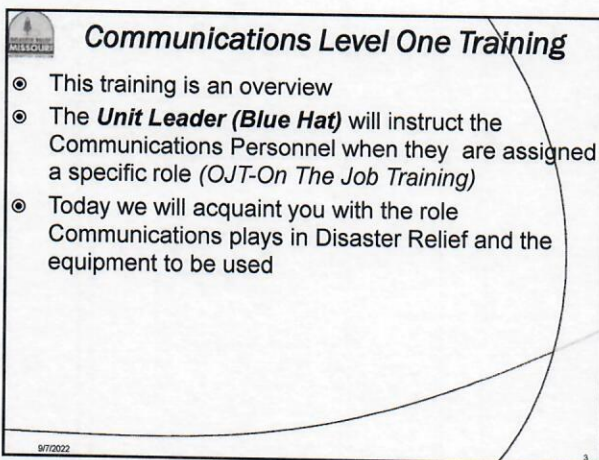 MISSOURI
Communications Level One Training
This training is an overview
The Unit Leader (Blue Hat) will instruct the
Communications Personnel when they are assigned
a specific role (OJT-On The Job Training)
Today we will acquaint you with the role
Communications plays in Disaster Relief and the
equipment to be used
9/7/2022
3